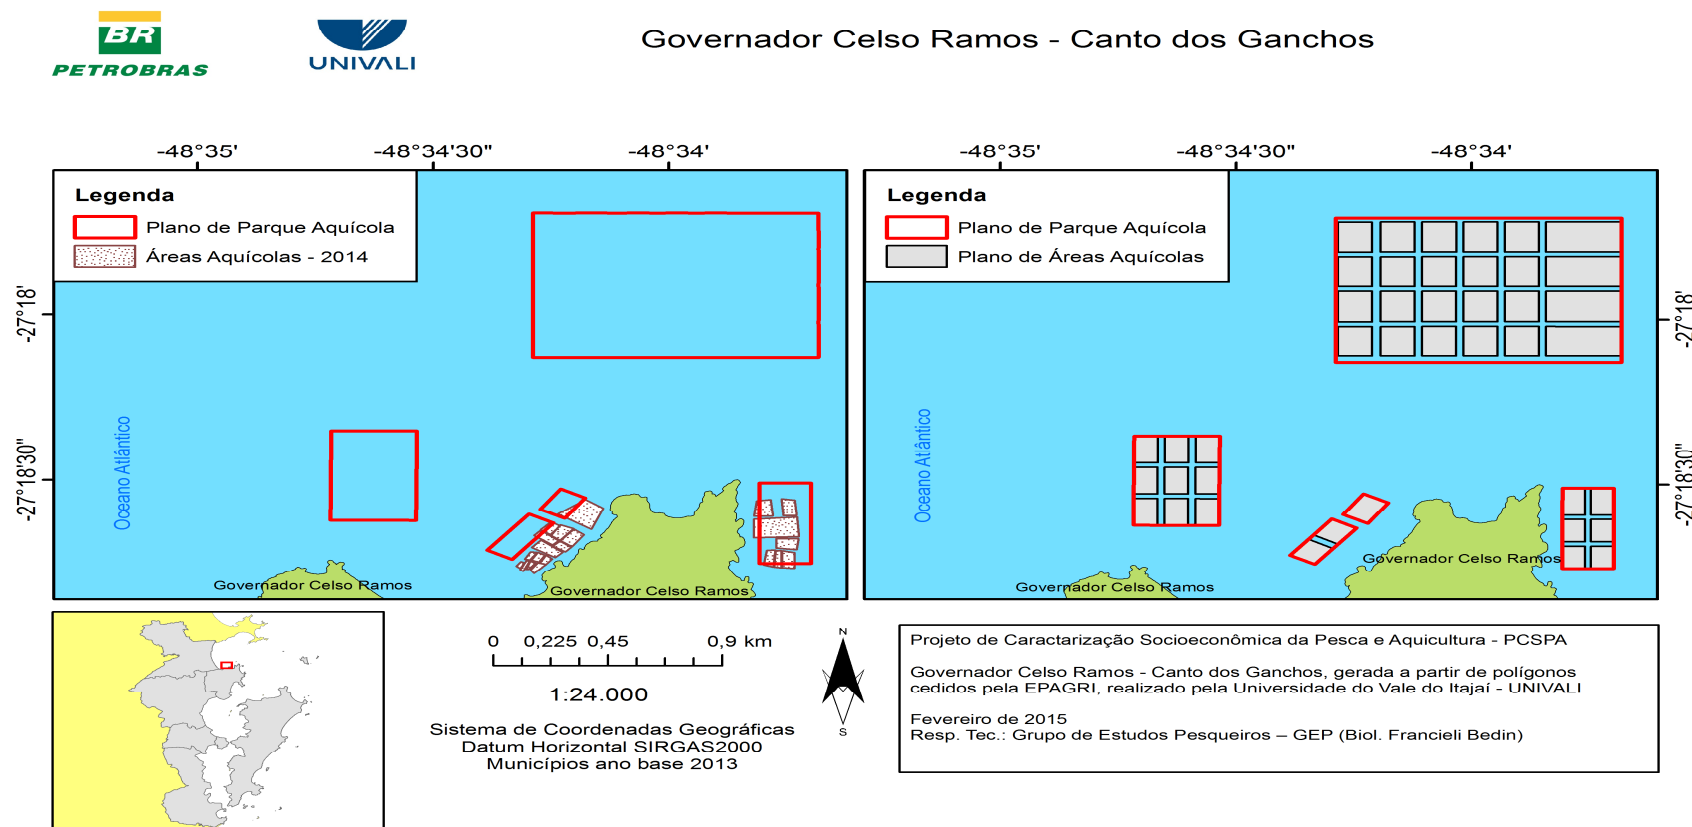 BR
PETROBRAS
UNIVALI
Governador Celso Ramos - Canto dos Ganchos
-48°35'
-48°34'30"
-48°34'
-48°35'
-48°34'30"
-48°34'
Legenda
Plano de Parque Aquícola
Áreas Aquícolas - 2014
Legenda
Plano de Parque Aquícola
Plano de Áreas Aquícolas
-27°18'
-27°18'30"
-27°18'
-27°18'30"
Oceano Atlântico
Oceano Atlântico
Governador Celso Ramos
Governador Celso Ramos
Governador Celso Ramos
Governador Celso Ramos
0 0,225 0,45 0,9 km
1:24.000
Sistema de Coordenadas Geográficas
Datum Horizontal SIRGAS2000
Municípios ano base 2013
N
S
Projeto de Caractarização Socioeconômica da Pesca e Aquicultura - PCSPA
Governador Celso Ramos - Canto dos Ganchos, gerada a partir de polígonos
cedidos pela EPAGRI, realizado pela Universidade do Vale do Itajaí - UNIVALI
Fevereiro de 2015
Resp. Tec.: Grupo de Estudos Pesqueiros – GEP (Biol. Francieli Bedin)